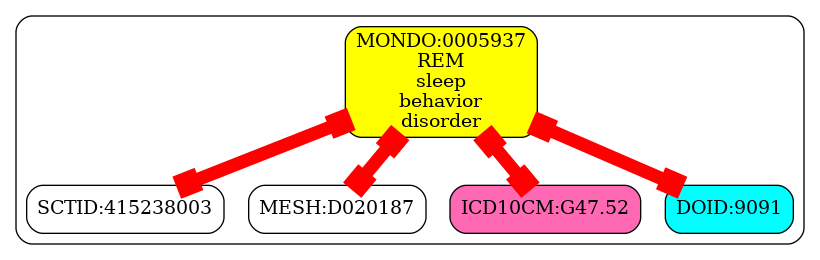 MONDO:0005937
REM
sleep
behavior
disorder
SCTID:415238003
MESH:D020187
ICD10CM:G47.52
DOID:9091